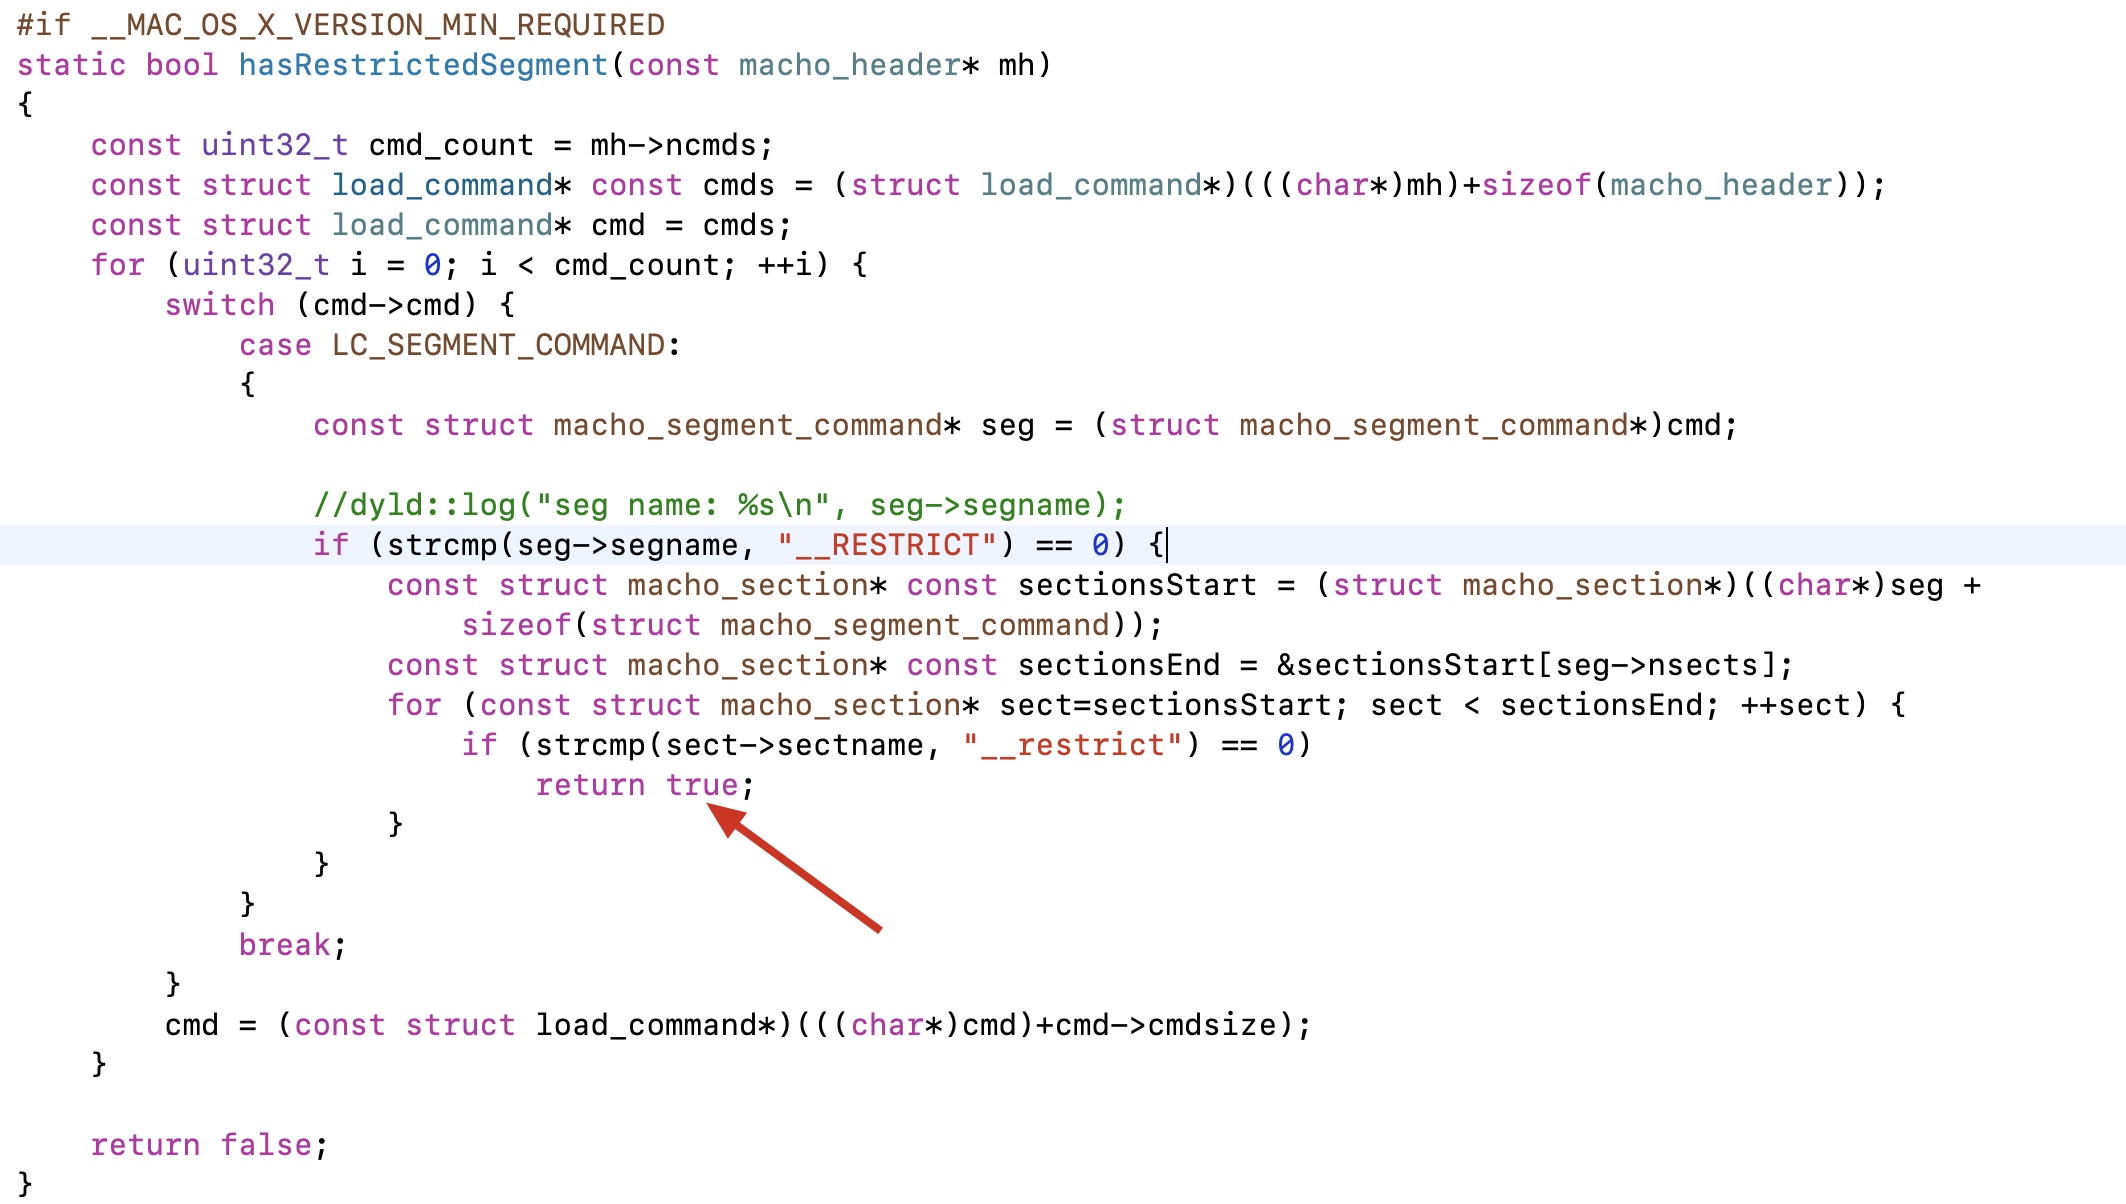 #if __MAC_OS_X_VERSION_MIN_REQUIRED
static bool hasRestrictedSegment(const macho_header* mh)
{
    const uint32_t cmd_count = mh->ncmds;
    const struct load_command* const cmds = (struct load_command*)(((char*)mh)+sizeof(macho_header));
    const struct load_command* cmd = cmds;
    for (uint32_t i = 0; i < cmd_count; ++i) {
        switch (cmd->cmd) {
            case LC_SEGMENT_COMMAND:
            {
                const struct macho_segment_command* seg = (struct macho_segment_command*)cmd;

                //dyld::log("seg name: %s\n", seg->segname);
                if (strcmp(seg->segname, "__RESTRICT") == 0) {
                    const struct macho_section* const sectionsStart = (struct macho_section*)((char*)seg +
                        sizeof(struct macho_segment_command));
                    const struct macho_section* const sectionsEnd = &sectionsStart[seg->nsects];
                    for (const struct macho_section* sect=sectionsStart; sect < sectionsEnd; ++sect) {
                        if (strcmp(sect->sectname, "__restrict") == 0)
                            return true;
                    }
                }
            }
            break;
        }
        cmd = (const struct load_command*)(((char*)cmd)+cmd->cmdsize);
    }

    return false;
}